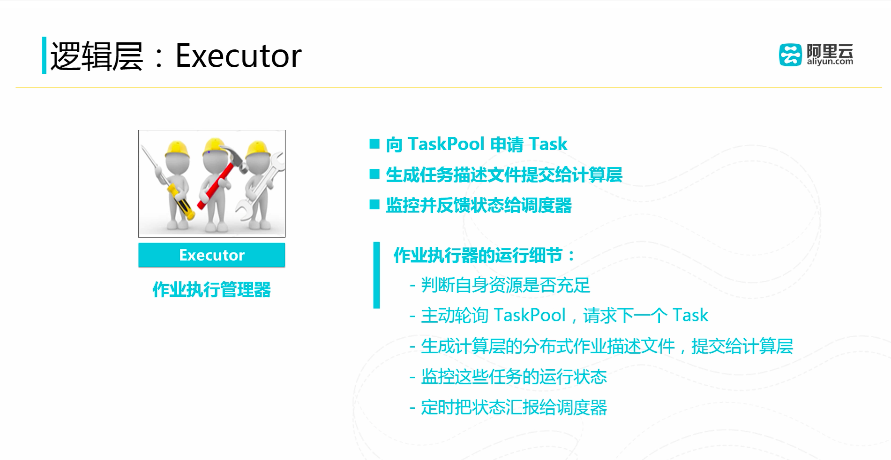 逻辑层：Executor
阿里云
aliyun.com
■ 向 TaskPool 申请 Task
■ 生成任务描述文件提交给计算层
■ 监控并反馈状态给调度器
Executor
作业执行管理器
作业执行器的运行细节：
- 判断自身资源是否充足
- 主动轮询 TaskPool，请求下一个 Task
- 生成计算层的分布式作业描述文件，提交给计算层
- 监控这些任务的运行状态
- 定时把状态汇报给调度器